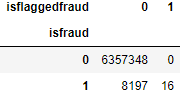 isflaggedfraud 0 1
isfraud
0 6357348 0
1 8197 16